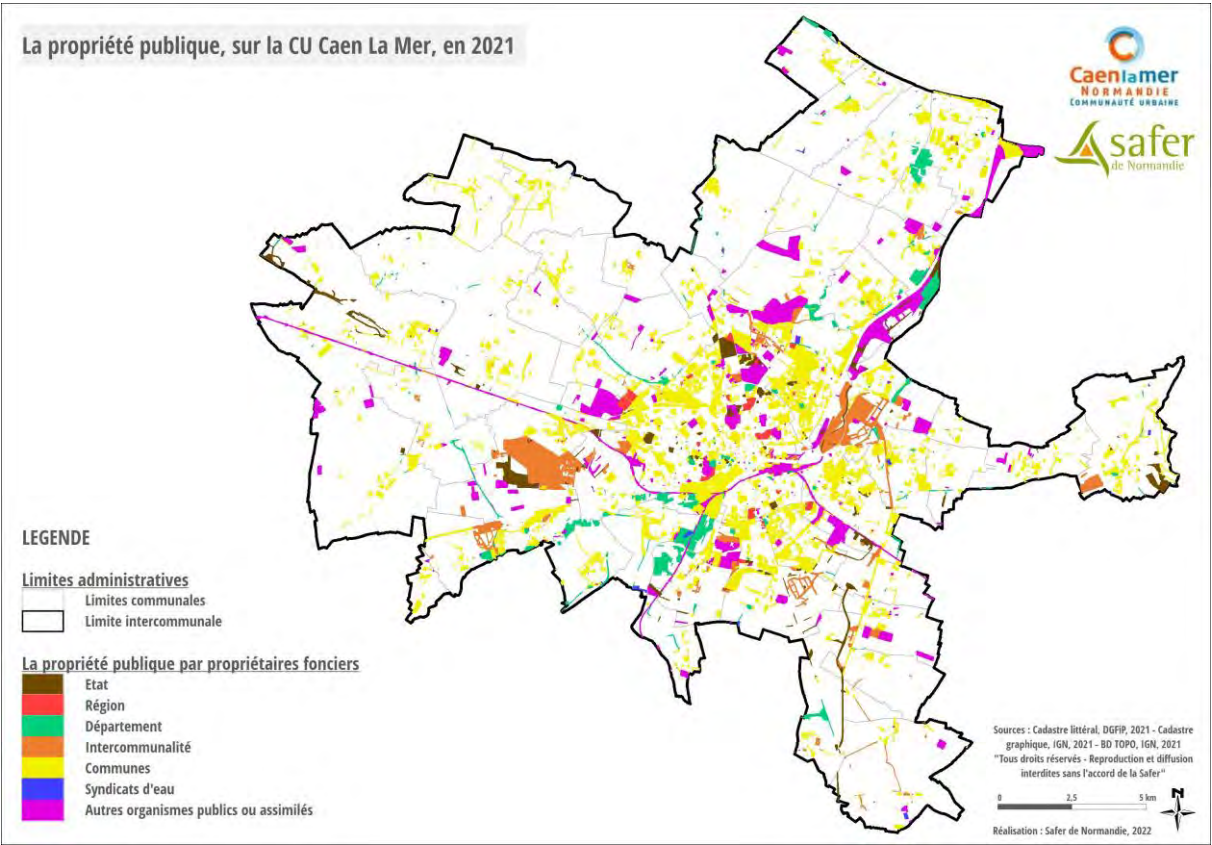 La propriété publique, sur la CU Caen La Mer, en 2021
Caenlamer
NORMANDIE
COMMUNAUTÉ URBAINE
safer
de Normandie
LEGENDE
Limites administratives
Limites communales
Limite intercommunale
La propriété publique par propriétaires fonciers
Etat
Région
Département
Intercommunalité
Communes
Syndicats d'eau
Autres organismes publics ou assimilés
Sources : Cadastre littéral, DGFiP, 2021 - Cadastre
graphique, IGN, 2021 - BD TOPO, IGN, 2021
"Tous droits réservés - Reproduction et diffusion
interdites sans l'accord de la Safer"
0 2,5 5 km
N
Réalisation : Safer de Normandie, 2022